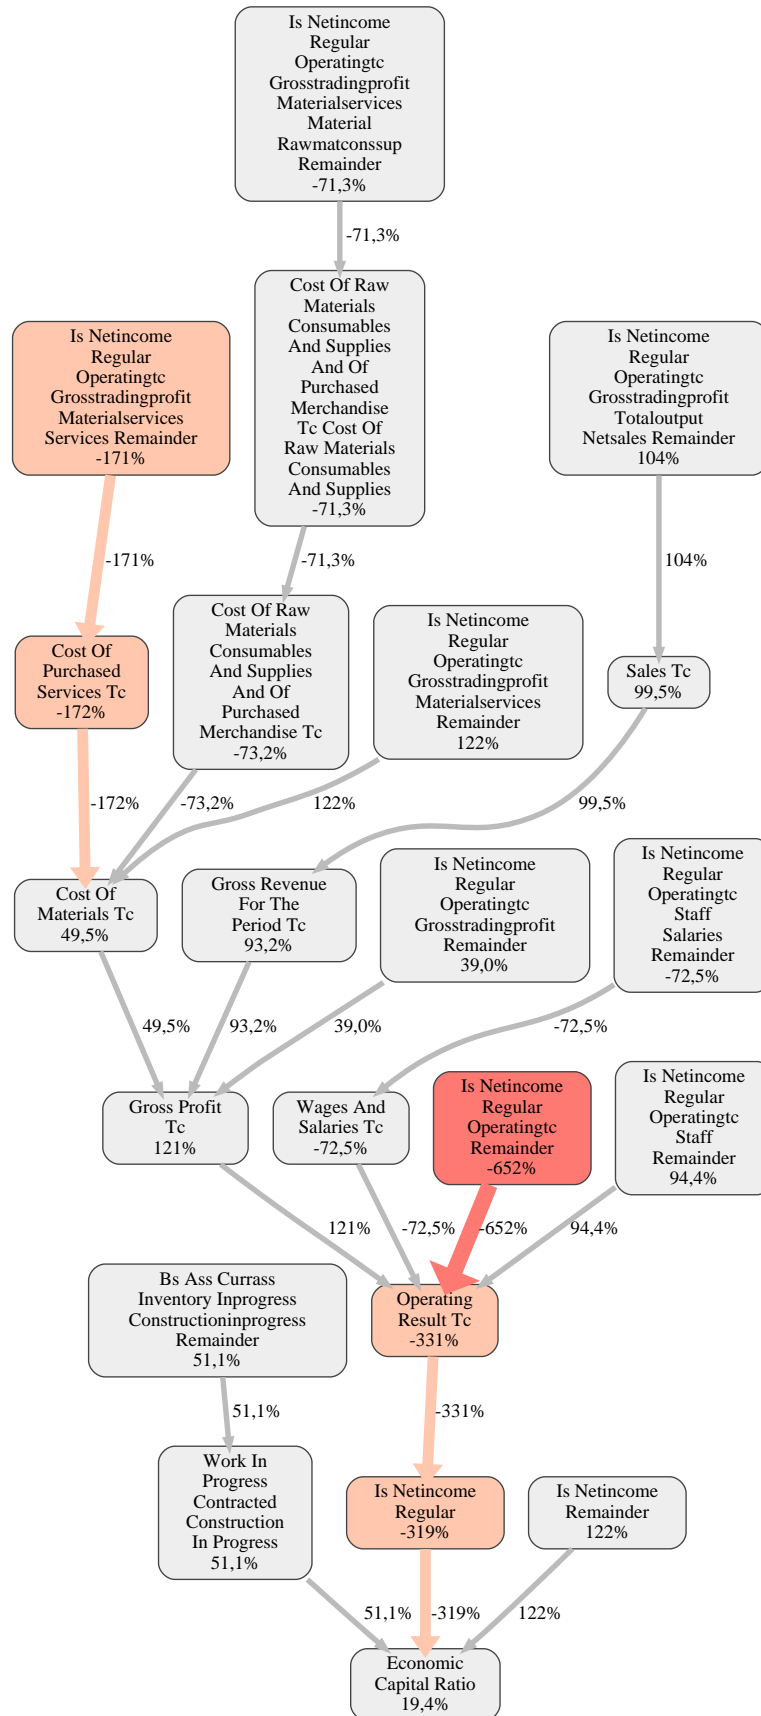 Is Netincome
Regular
Operatingtc
Grosstradingprofit
Materialservices
Material
Rawmatconssup
Remainder
-71,3%
-71,3%
Cost Of Raw
Materials
Consumables
And Supplies
And Of
Purchased
Merchandise
Tc Cost Of
Raw Materials
Consumables
And Supplies
-71,3%
Is Netincome
Regular
Operatingtc
Grosstradingprofit
Materialservices
Services Remainder
-171%
Is Netincome
Regular
Operatingtc
Grosstradingprofit
Totaloutput
Netsales Remainder
104%
-171%
-71,3%
104%
Cost Of
Purchased
Services Tc
-172%
Cost Of Raw
Materials
Consumables
And Supplies
And Of
Purchased
Merchandise Tc
-73,2%
Is Netincome
Regular
Operatingtc
Grosstradingprofit
Materialservices
Remainder
122%
Sales Tc
99,5%
-172%
-73,2%
122%
99,5%
Cost Of
Materials Tc
49,5%
Gross Revenue
For The
Period Tc
93,2%
Is Netincome
Regular
Operatingtc
Grosstradingprofit
Remainder
39,0%
Is Netincome
Regular
Operatingtc
Staff
Salaries
Remainder
-72,5%
49,5%
93,2%
39,0%
-72,5%
Gross Profit
Tc
121%
Wages And
Salaries Tc
-72,5%
Is Netincome
Regular
Operatingtc
Remainder
-652%
Is Netincome
Regular
Operatingtc
Staff
Remainder
94,4%
121%
-72,5%
-652%
94,4%
Bs Ass Currass
Inventory Inprogress
Constructioninprogress
Remainder
51,1%
Operating
Result Tc
-331%
51,1%
-331%
Work In
Progress
Contracted
Construction
In Progress
51,1%
Is Netincome
Regular
-319%
Is Netincome
Remainder
122%
51,1%
-319%
122%
Economic
Capital Ratio
19,4%